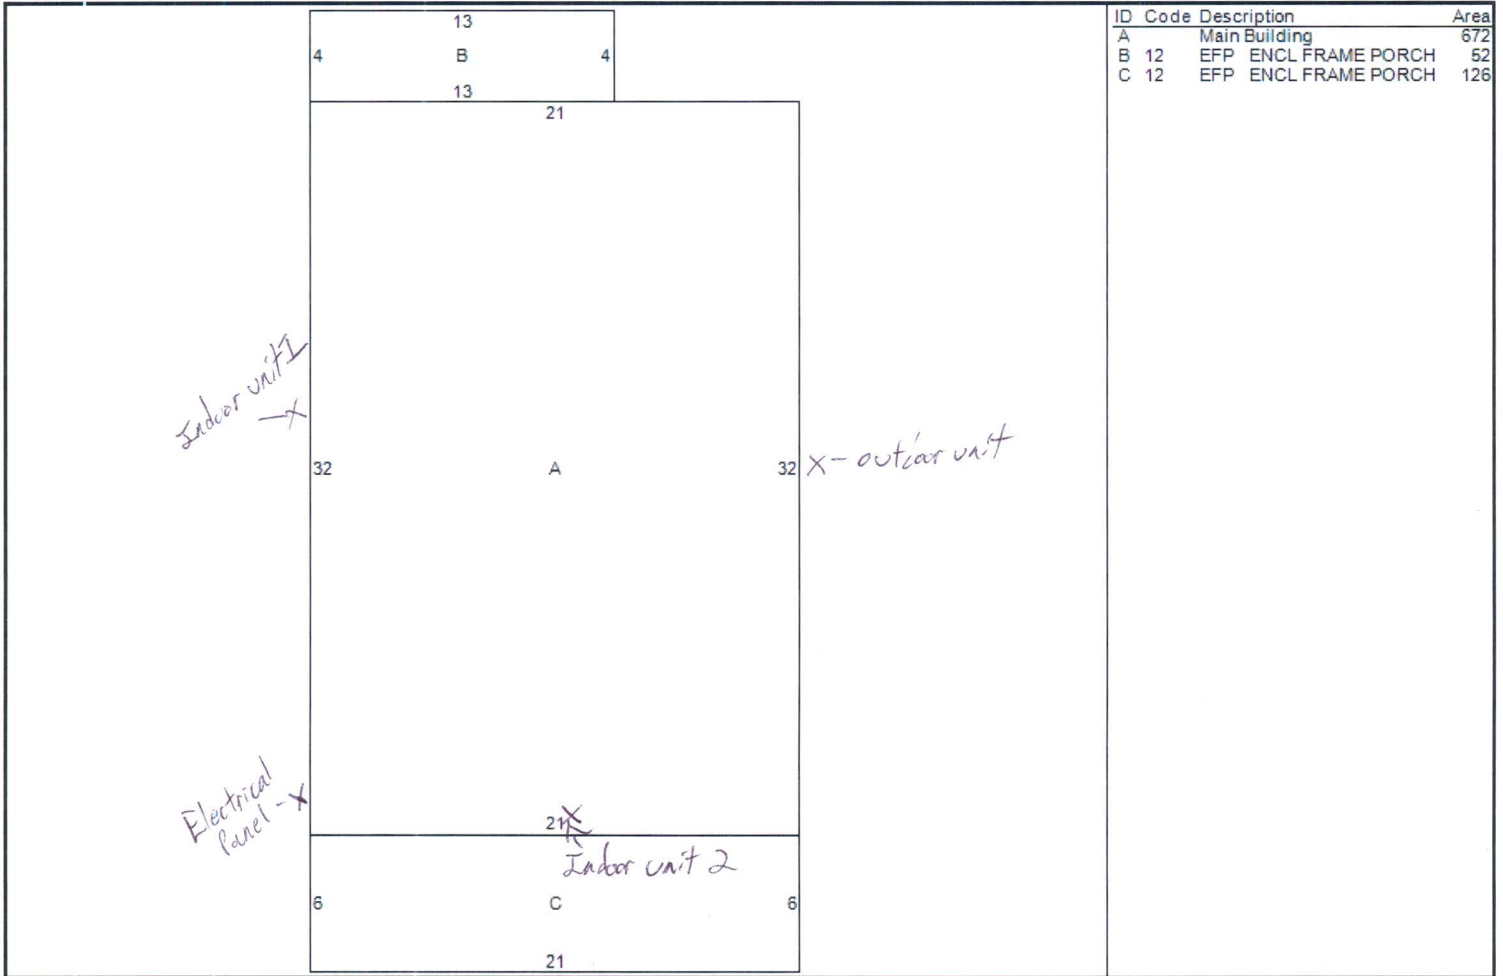 13
4 B 4
13
21
Indoor unit 1
-X
32 A 32 X- outdoor unit
Electrical
Panel - X
21 X
Indoor unit 2
6 C 6
21
ID Code Description Area
A Main Building 672
B 12 EFP ENCL FRAME PORCH 52
C 12 EFP ENCL FRAME PORCH 126